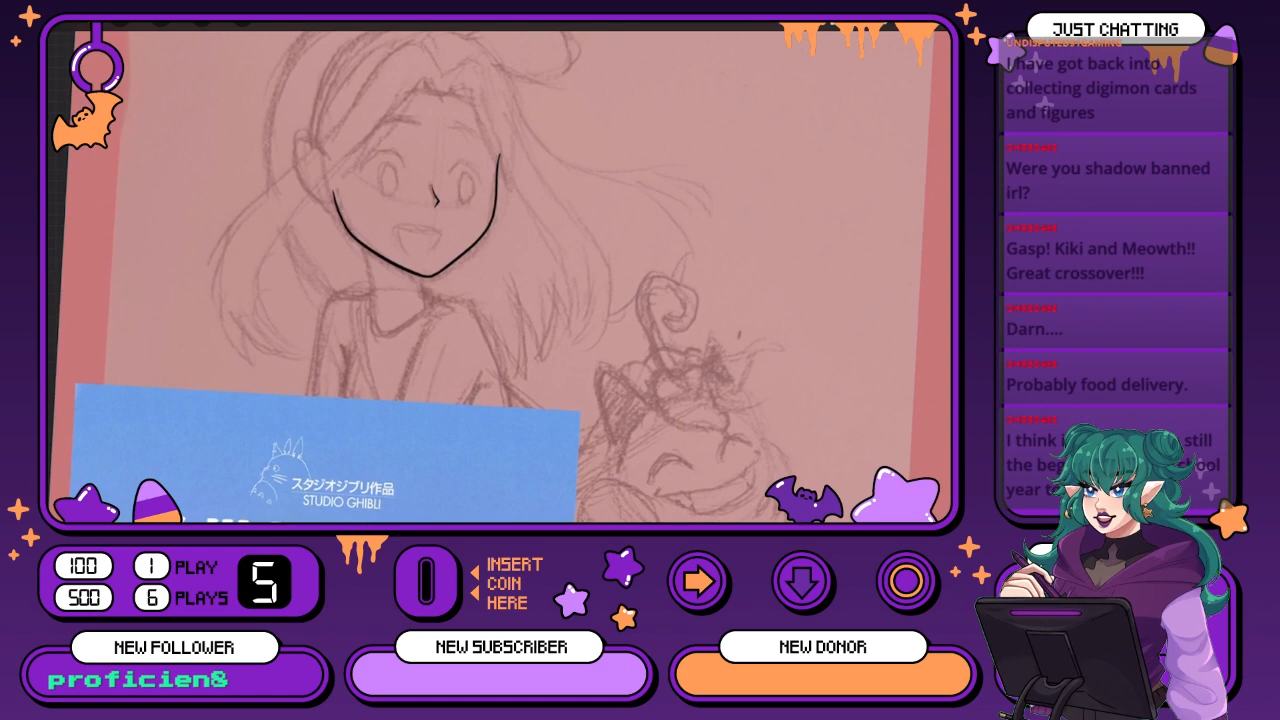 JUST CHATTING
UNDISPUTEDSTGAMING
I have got back into
collecting digimon cards
and figures
Were you shadow banned
irl?
Gasp! Kiki and Meowth!!
Great crossover!!!
Darn....
Probably food delivery.
I think still
the
year
スタジオジブリ作品
STUDIO GHIBLI
100 1 PLAY
500 6 PLAYS
5
INSERT
COIN
HERE
NEW FOLLOWER
proficien8
NEW SUBSCRIBER
NEW DONOR